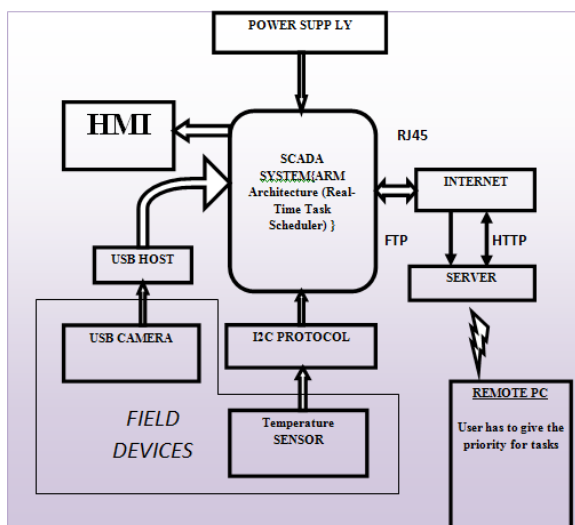 POWER SUPP LY
HMI
SCADA
SYSTEM{ARM
Architecture (Real-
Time Task
Scheduler) }
RJ45
INTERNET
FTP
HTTP
SERVER
USB HOST
USB CAMERA
I2C PROTOCOL
FIELD
DEVICES
Temperature
SENSOR
REMOTE PC
User has to give the
priority for tasks